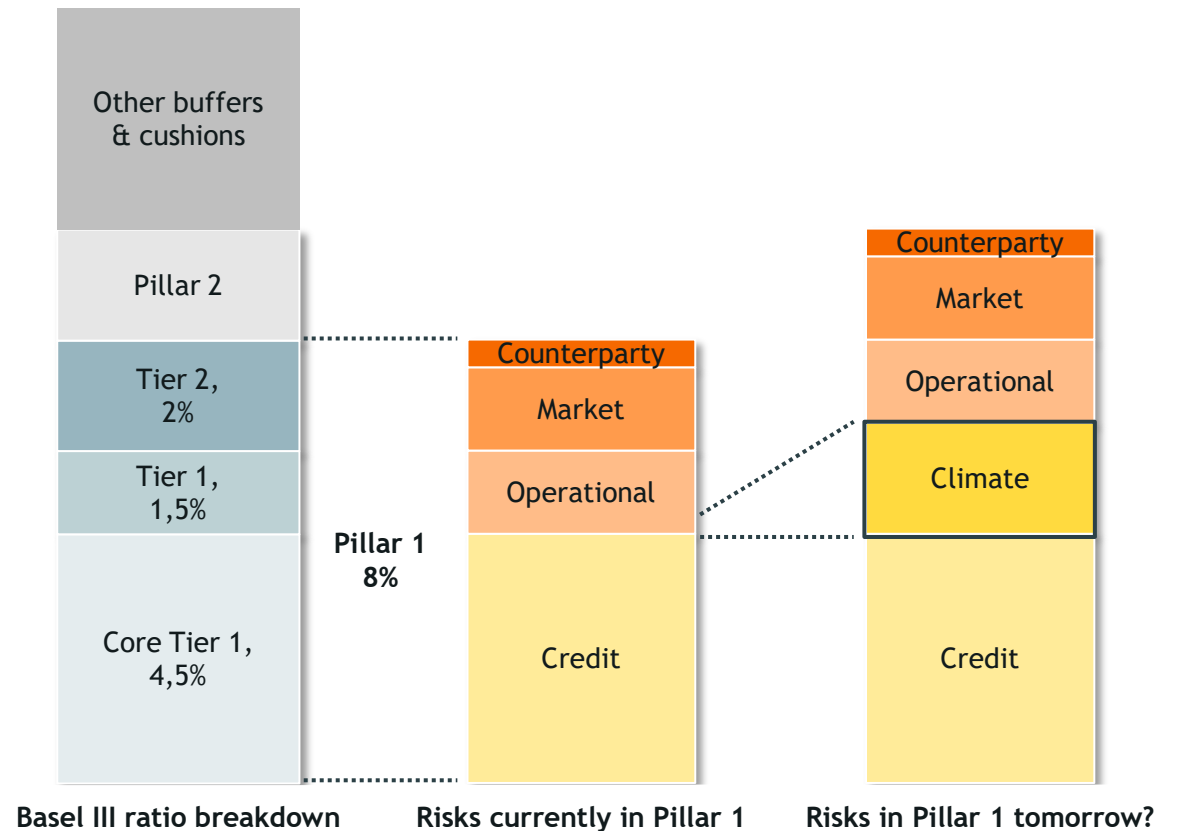 Other buffers
& cushions
Pillar 2
Tier 2,
2%
Tier 1,
1,5%
Core Tier 1,
4,5%
Pillar 1
8%
Counterparty
Market
Operational
Credit
Counterparty
Market
Operational
Climate
Credit
Basel III ratio breakdown
Risks currently in Pillar 1
Risks in Pillar 1 tomorrow?